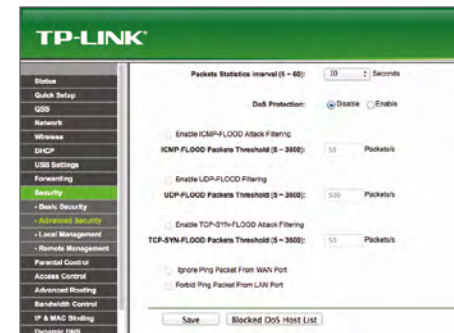 TP-LINK®
Status
Quick Setup
QSS
Network
Wireless
DHCP
USB Settings
Forwarding
Security
- Basic Security
- Advanced Security
- Local Management
- Remote Management
Parental Control
Access Control
Advanced Routing
Bandwidth Control
IP & MAC Binding
Dynamic DNS
Packets Statistics Interval (5 ~ 60): 10 Seconds
DoS Protection: Disable Enable
Enable ICMP-FLOOD Attack Filtering
ICMP-FLOOD Packets Threshold (5 ~ 3600): 50 Packets/s
Enable UDP-FLOOD Filtering
UDP-FLOOD Packets Threshold (5 ~ 3600): 500 Packets/s
Enable TCP-SYN-FLOOD Attack Filtering
TCP-SYN-FLOOD Packets Threshold (5 ~ 3600): 50 Packets/s
Ignore Ping Packet From WAN Port
Forbid Ping Packet From LAN Port
Save Blocked DoS Host List